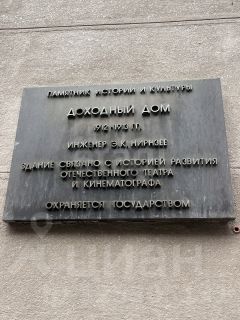 ПАМЯТНИК ИСТОРИИ И КУЛЬТУРЫ
ДОХОДНЫЙ ДОМ
1912-1913 ГГ.
ИНЖЕНЕР Э.К. НИРНЗЕЕ
ЗДАНИЕ СВЯЗАНО С ИСТОРИЕЙ РАЗВИТИЯ
ОТЕЧЕСТВЕННОГО ТЕАТРА
И КИНЕМАТОГРАФА
ОХРАНЯЕТСЯ ГОСУДАРСТВОМ
циан